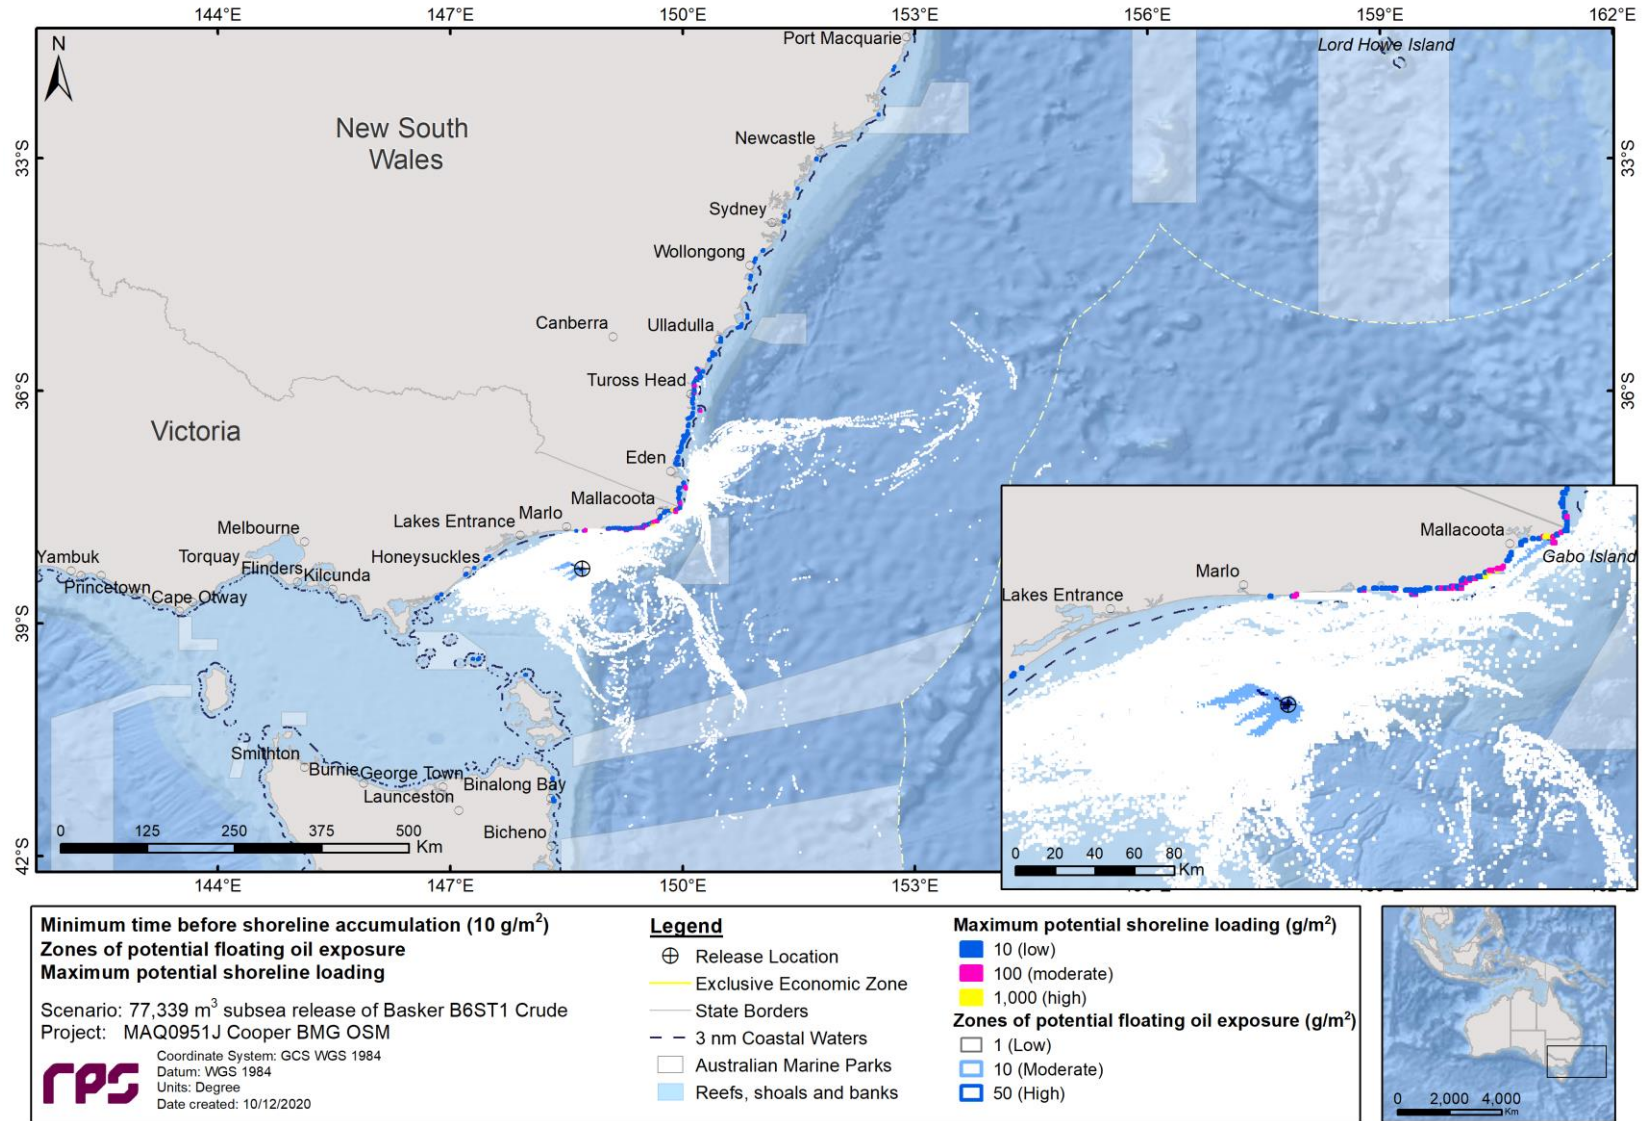 144°E 147°E 150°E 153°E 156°E 159°E 162°E
N
Port Macquarie
Lord Howe Island
New South
Wales
Newcastle
33°S
33°S
Sydney
Wollongong
Canberra
Ulladulla
Tuross Head
36°S
36°S
Victoria
Eden
Mallacoota
Marlo
Lakes Entrance
Melbourne
Honeysuckles
Yambuk
Torquay
Flinders
Kilcunda
Princetown
Cape Otway
39°S
Smithton
Burnie
George Town
Binalong Bay
Launceston
Bicheno
0 125 250 375 500
Km
42°S
144°E 147°E 150°E 153°E
Mallacoota
Gabo Island
Marlo
Lakes Entrance
0 20 40 60 80
Km
Minimum time before shoreline accumulation (10 g/m²)
Zones of potential floating oil exposure
Maximum potential shoreline loading
Scenario: 77,339 m³ subsea release of Basker B6ST1 Crude
Project: MAQ0951J Cooper BMG OSM
rps
Coordinate System: GCS WGS 1984
Datum: WGS 1984
Units: Degree
Date created: 10/12/2020
Legend
Release Location
Exclusive Economic Zone
State Borders
3 nm Coastal Waters
Australian Marine Parks
Reefs, shoals and banks
Maximum potential shoreline loading (g/m²)
10 (low)
100 (moderate)
1,000 (high)
Zones of potential floating oil exposure (g/m²)
1 (Low)
10 (Moderate)
50 (High)
0 2,000 4,000
Km